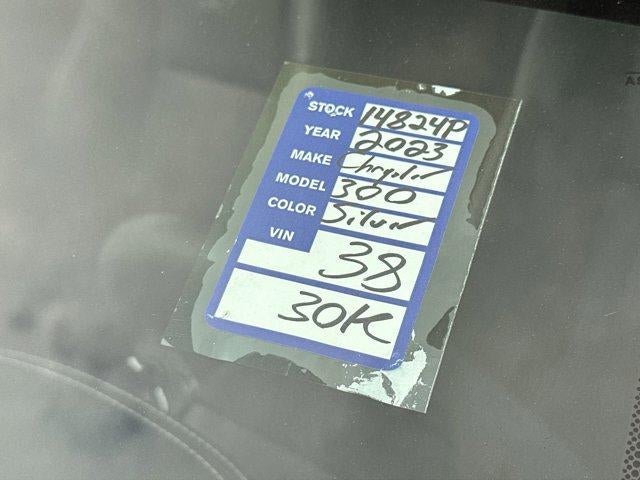 STOCK 14824P
YEAR 2023
MAKE Chrysler
MODEL 300
COLOR Silver
VIN
38
30K